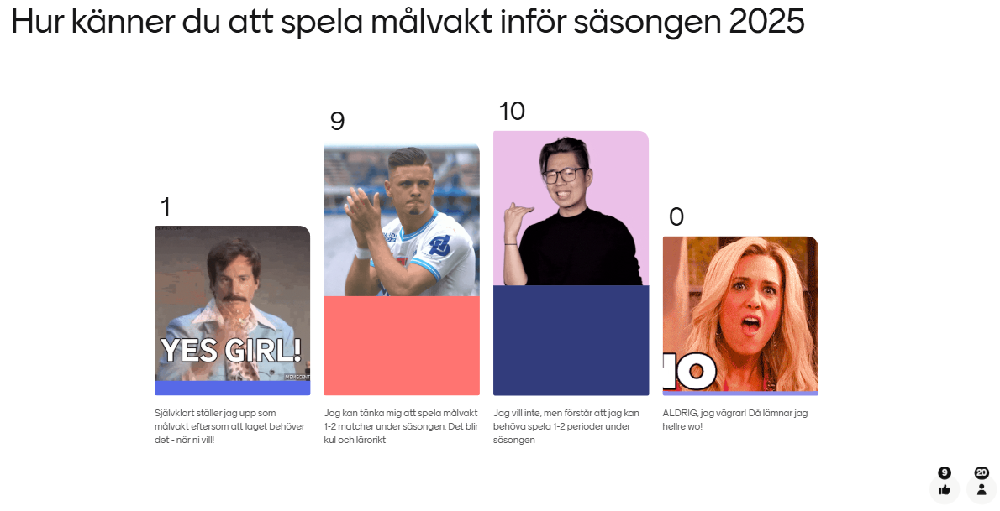 Hur känner du att spela målvakt inför säsongen 2025
1
9
10
0
YES GIRL!
Självklart ställer jag upp som
målvakt eftersom att laget behöver
det - när ni vill!
Jag kan tänka mig att spela målvakt
1-2 matcher under säsongen. Det blir
kul och lärorikt
Jag vill inte, men förstår att jag kan
behöva spela 1-2 perioder under
säsongen
ALDRIG, jag vägrar! Då lämnar jag
hellre wo!
9
20